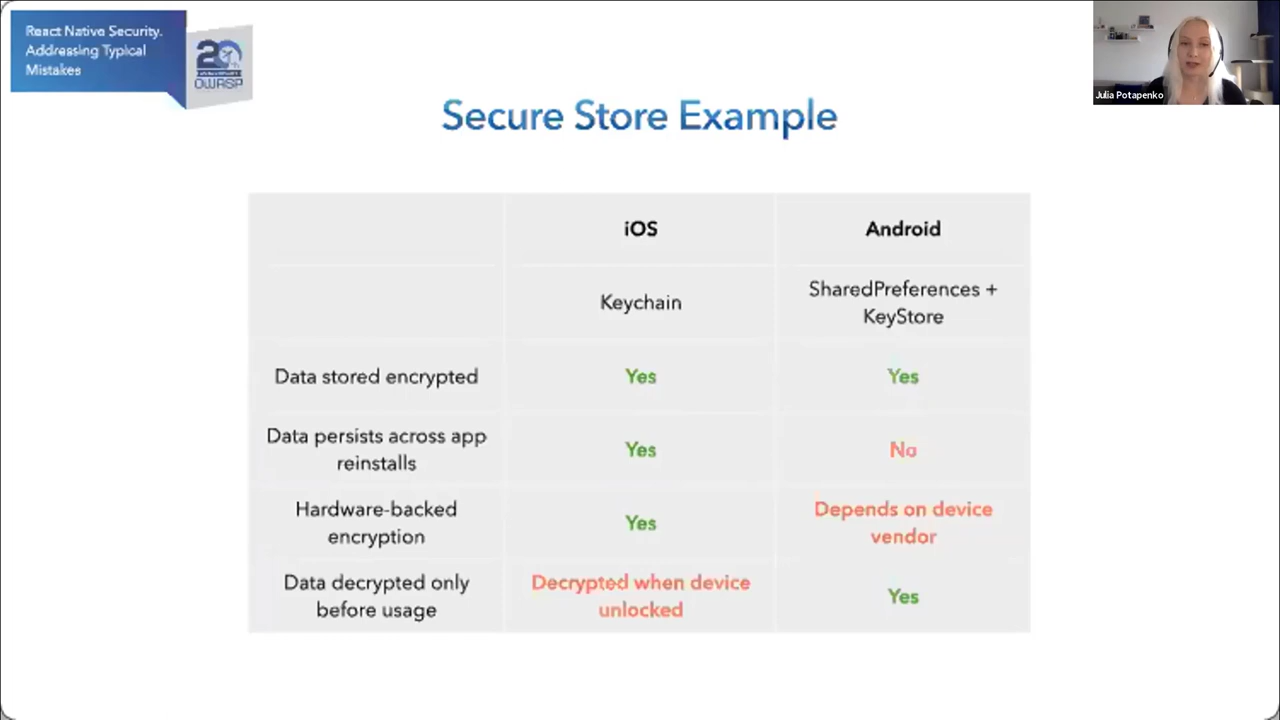 React Native Security.
Addressing Typical
Mistakes
20th
OWASP
Julia Potapenko
Secure Store Example
iOS
Android
Keychain
SharedPreferences +
KeyStore
Data stored encrypted
Yes
Yes
Data persists across app
reinstalls
Yes
No
Hardware-backed
encryption
Yes
Depends on device
vendor
Data decrypted only
before usage
Decrypted when device
unlocked
Yes